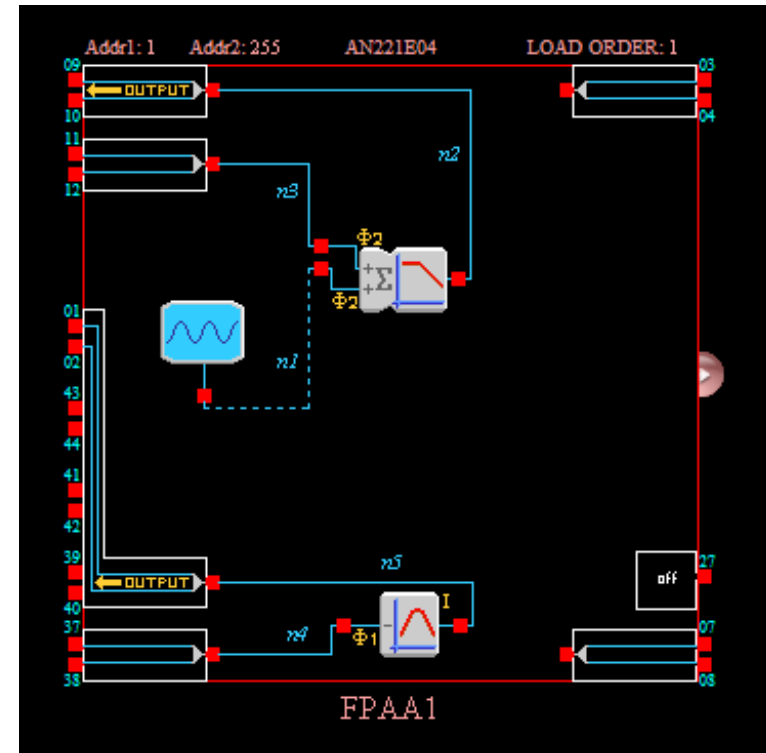 Addr1: 1 Addr2: 255 AN221E04 LOAD ORDER: 1
09 03
OUTPUT
10 04
11
n2
12 n3
Φ2
+Σ
+
Φ2
01
02 n1
43
44
41
42
39 n5 27
OUTPUT off
40 I
37 n4 Φ1 - 07
38 08
FPAA1